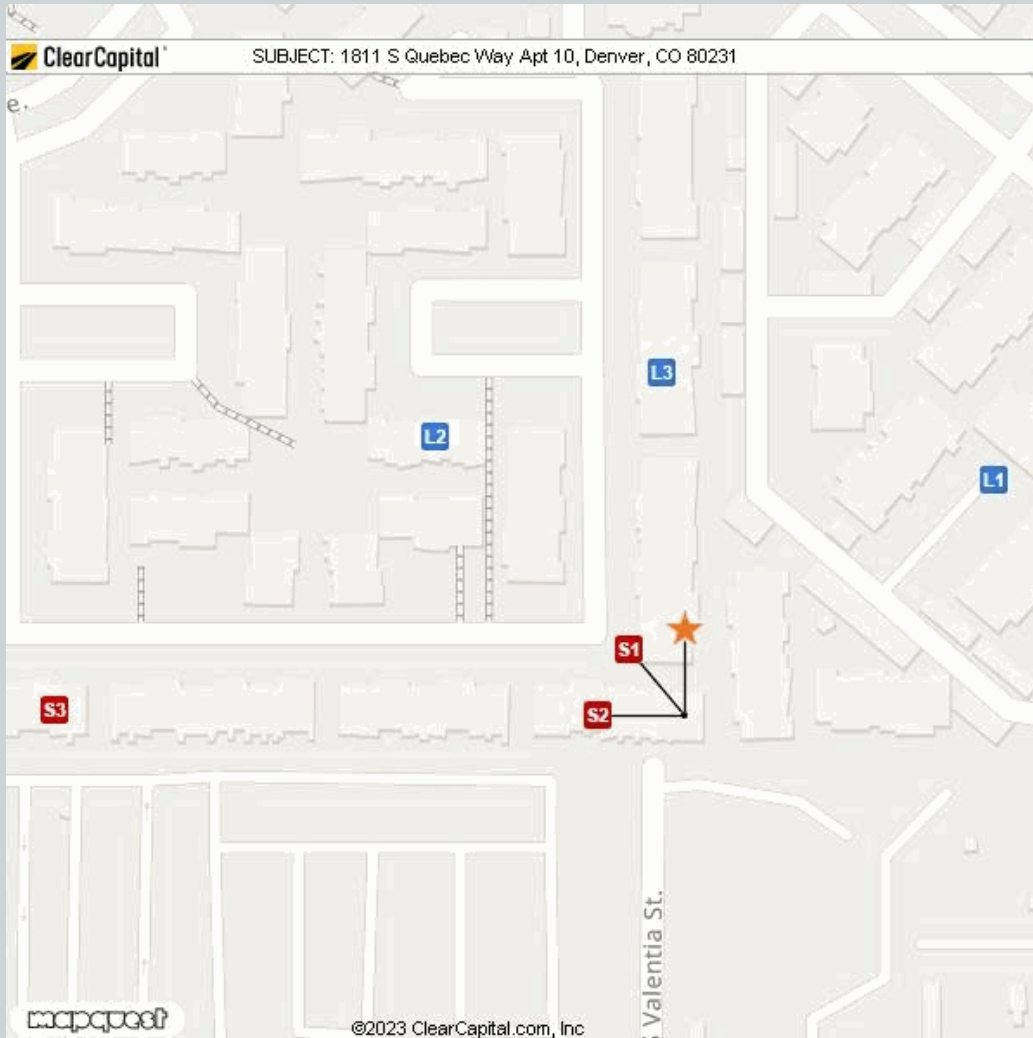 ClearCapital
SUBJECT: 1811 S Quebec Way Apt 10, Denver, CO 80231
e.
L3
L2
L1
S1
S3
S2
S Valentia St.
mapquest
©2023 ClearCapital.com, Inc